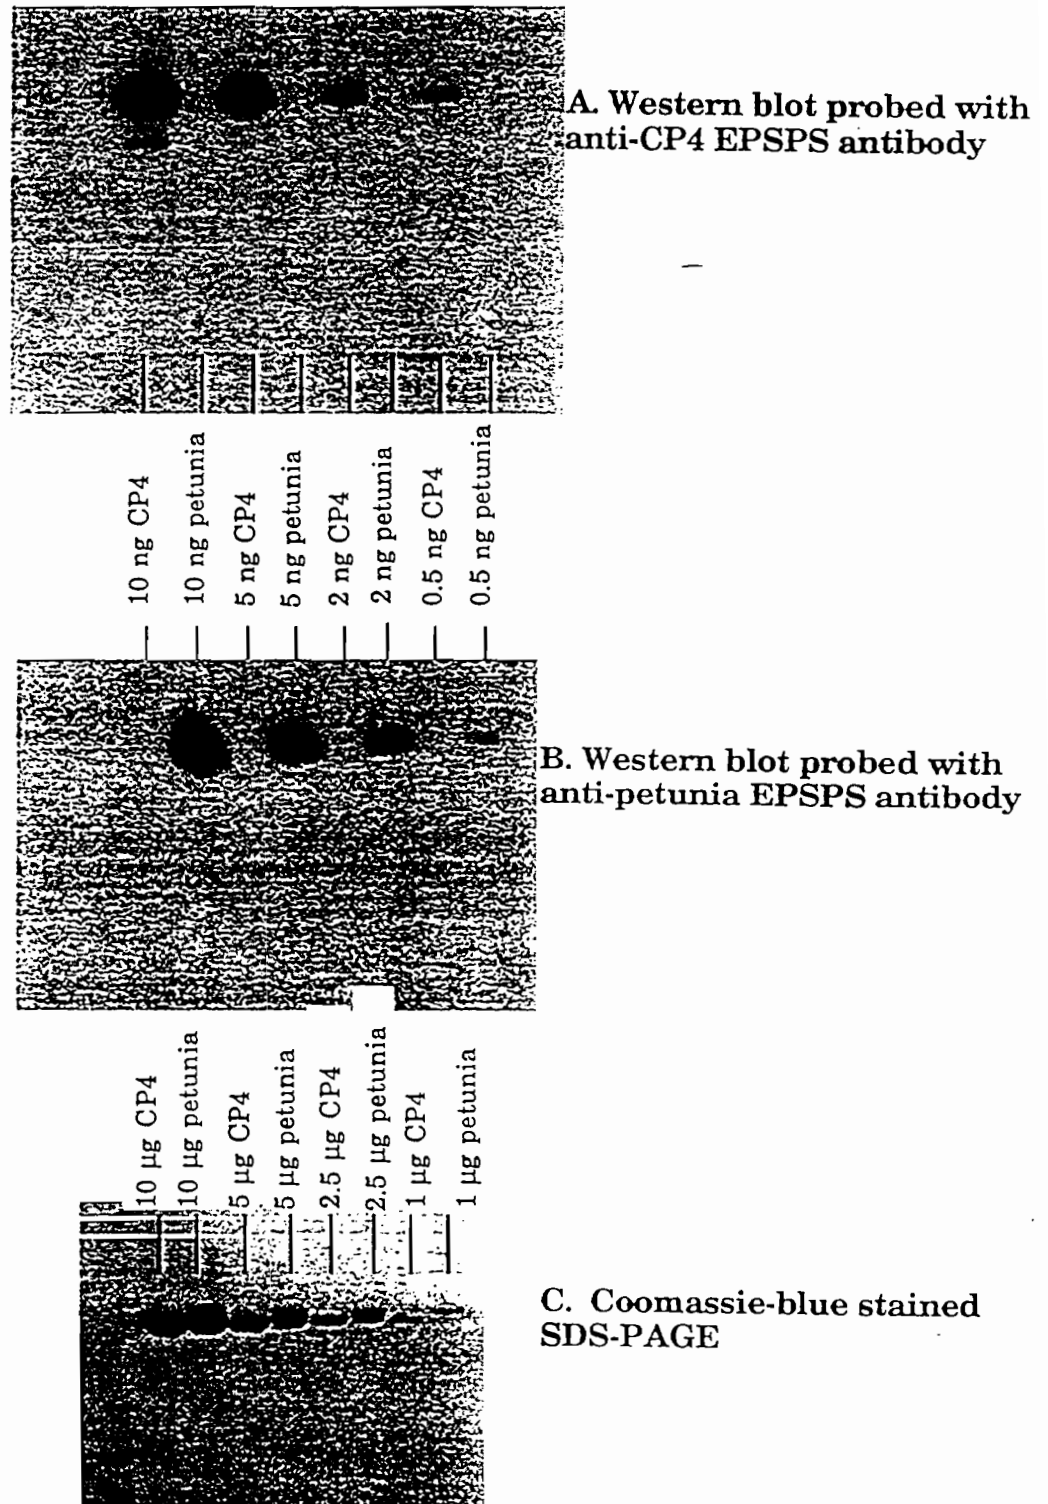 A. Western blot probed with
anti-CP4 EPSPS antibody
10 ng CP4
10 ng petunia
5 ng CP4
5 ng petunia
2 ng CP4
2 ng petunia
0.5 ng CP4
0.5 ng petunia
B. Western blot probed with
anti-petunia EPSPS antibody
10 µg CP4
10 µg petunia
5 µg CP4
5 µg petunia
2.5 µg CP4
2.5 µg petunia
1 µg CP4
1 µg petunia
C. Coomassie-blue stained
SDS-PAGE